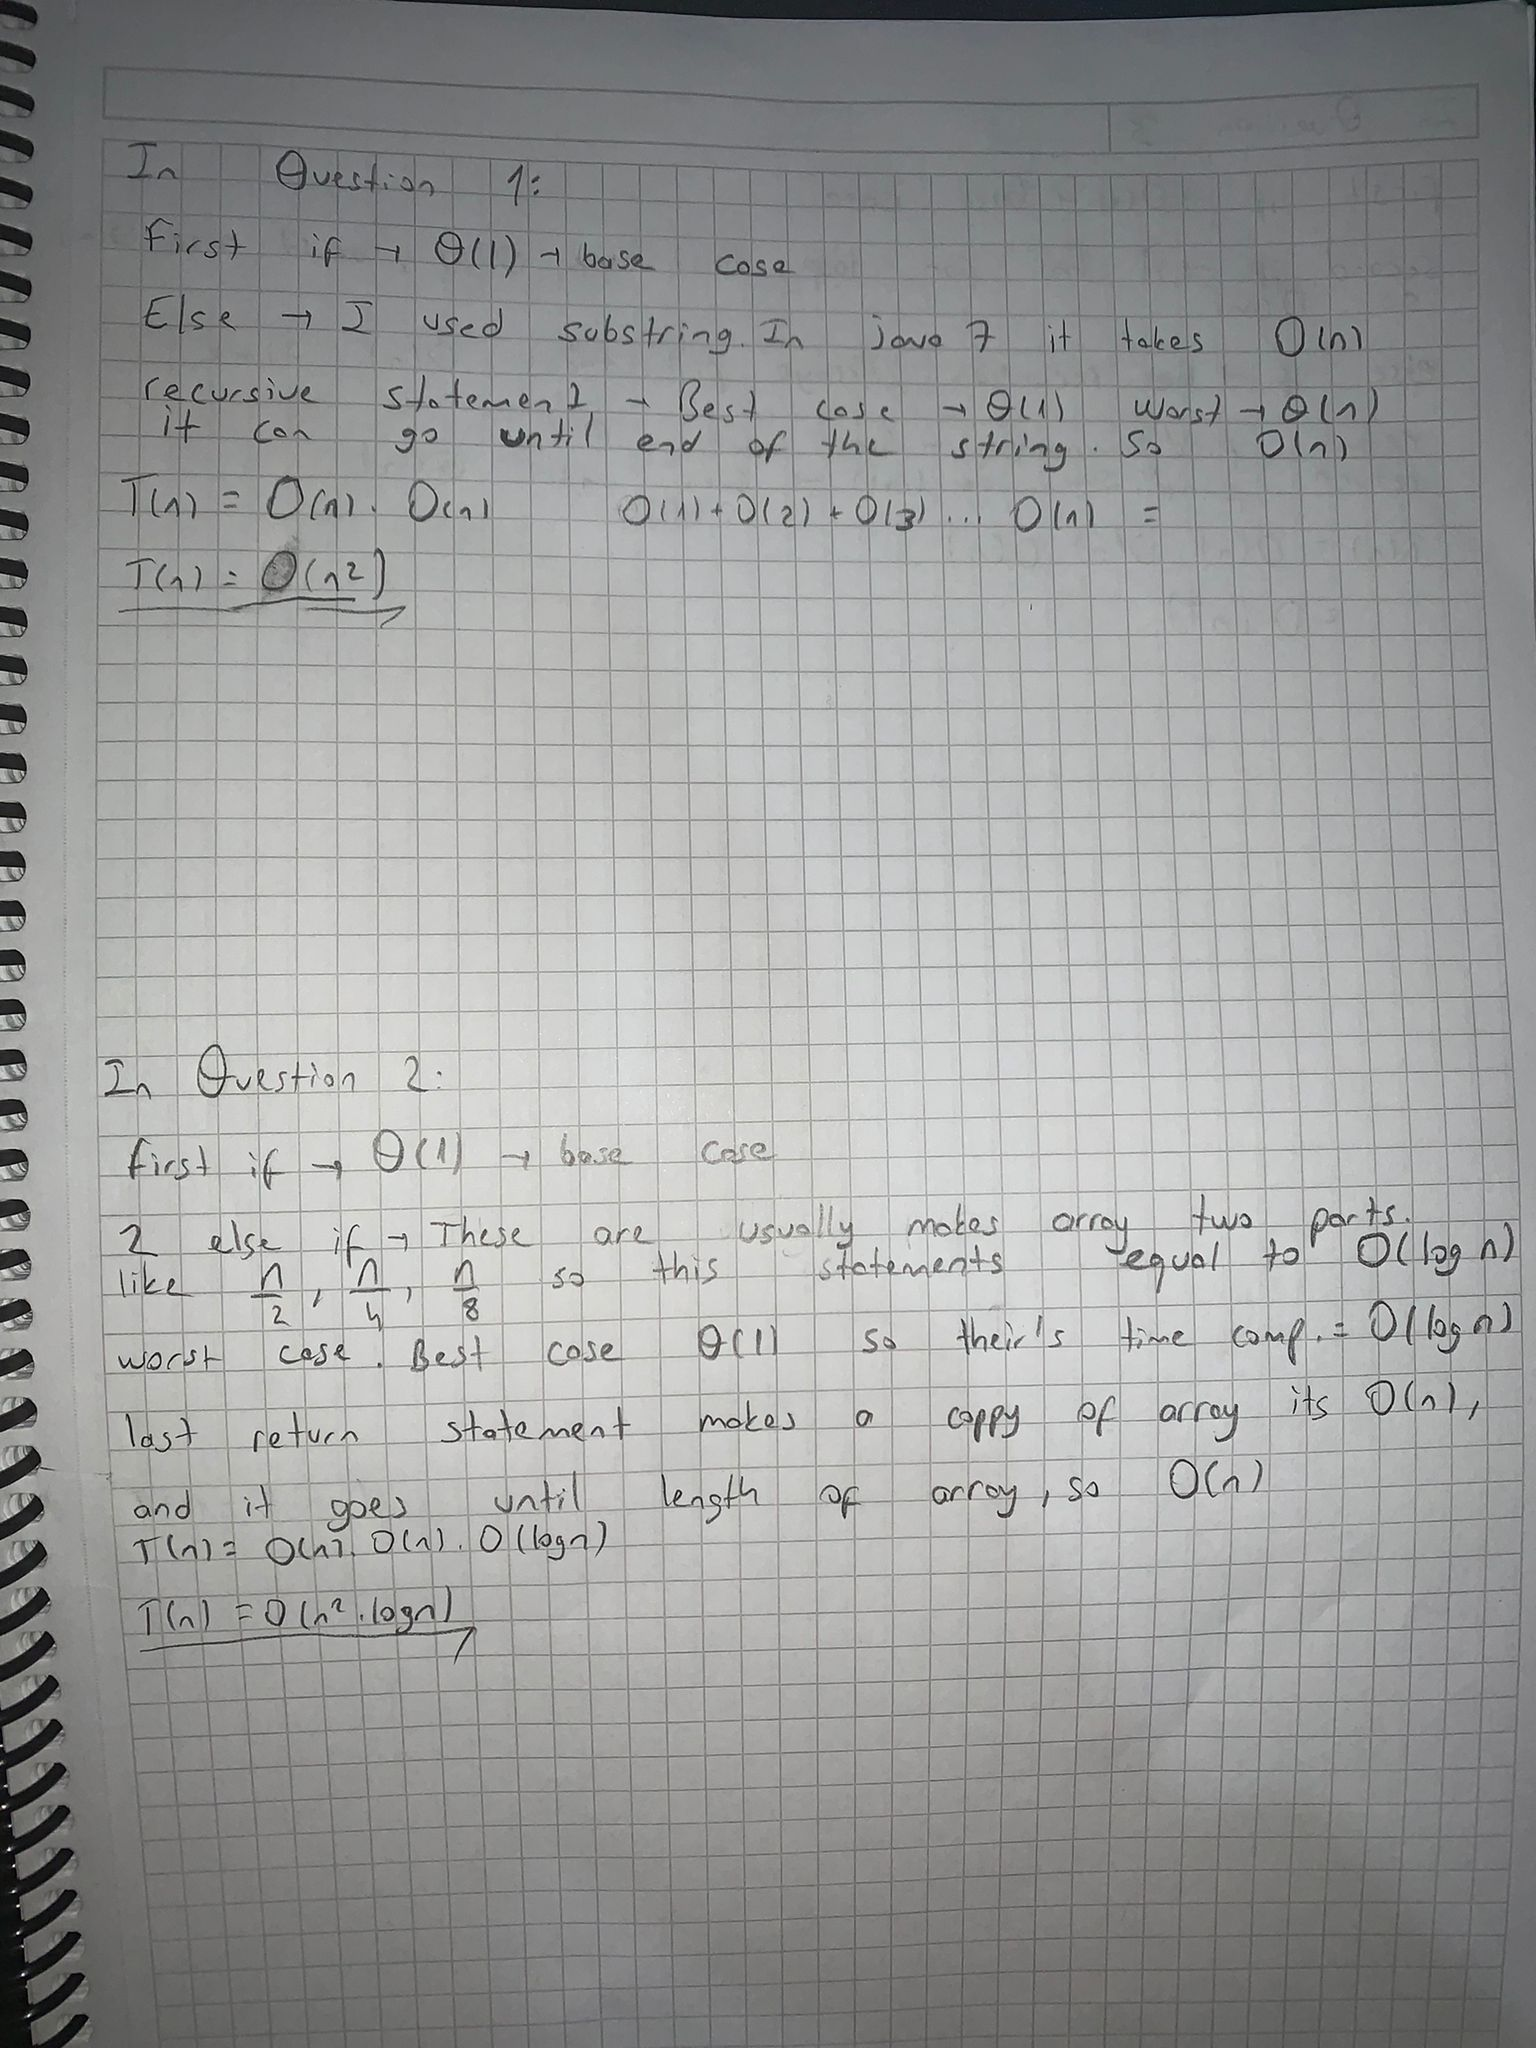 In Question 1:
First if → θ(1) → base case
Else → I used substring. In java 7 it takes O(n)
recursive statement → Best case → θ(1) worst → θ(n)
it can go until end of the string. So O(n)
T(n) = O(n). O(n) O(1) + O(2) + O(3) ... O(n) =
T(n) = O(n²)
In Question 2:
First if → θ(1) → base case
2 else if → These are usually makes array two parts.
like n/2, n/4, n/8 so this statements equal to O(log n)
worst case. Best case θ(1) so their's time comp. = O(log n)
last return statement makes a coppy of array its O(n),
and it goes until length of array, so O(n)
T(n) = O(n). O(n). O(logn)
T(n) = O(n². logn)